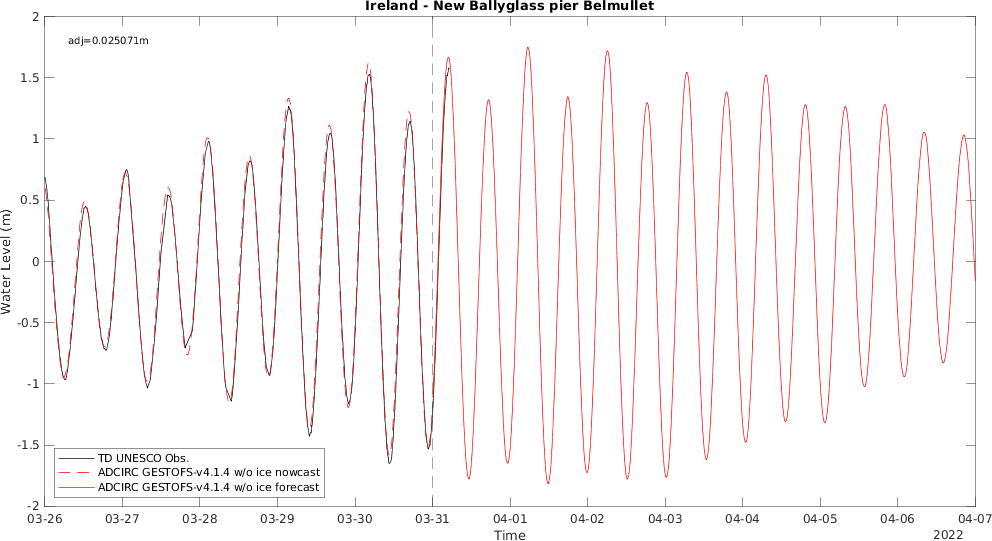 Ireland - New Ballyglass pier Belmullet
adj=0.025071m
2
1.5
1
0.5
0
-0.5
-1
-1.5
-2
Water Level (m)
TD UNESCO Obs.
ADCIRC GESTOFS-v4.1.4 w/o ice nowcast
ADCIRC GESTOFS-v4.1.4 w/o ice forecast
03-26 03-27 03-28 03-29 03-30 03-31 04-01 04-02 04-03 04-04 04-05 04-06 04-07
Time
2022